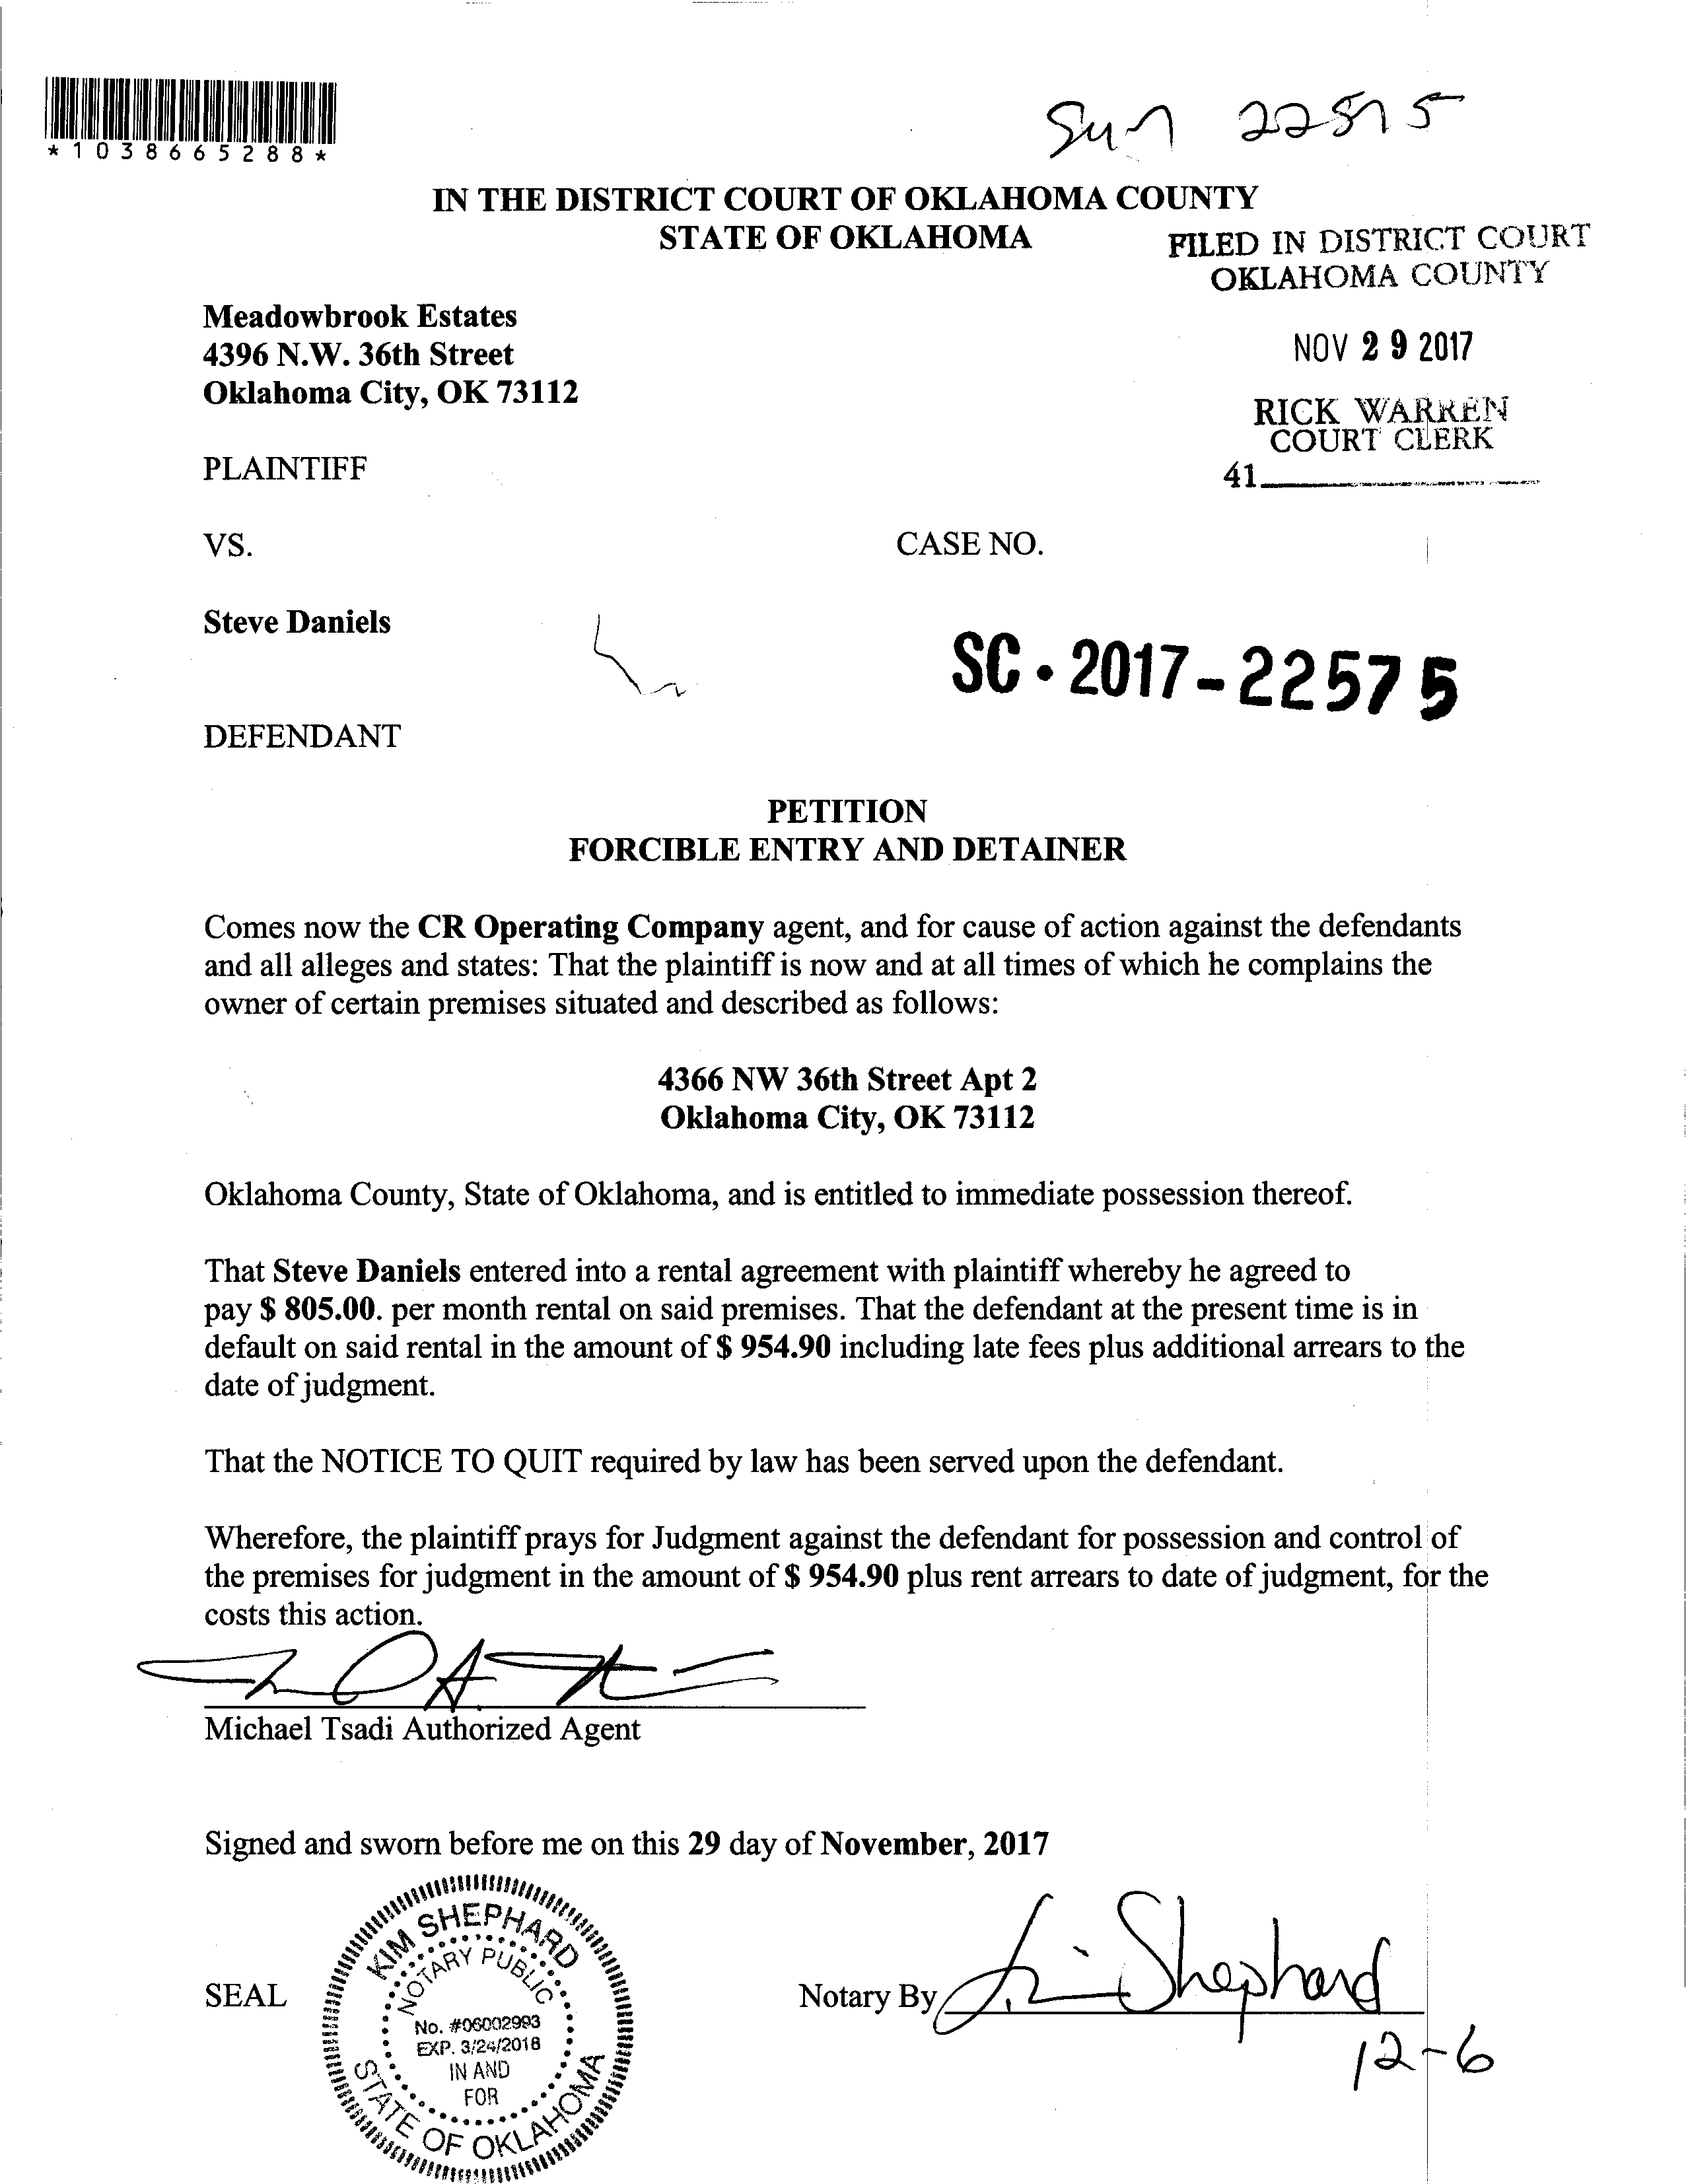 *1038665288*
IN THE DISTRICT COURT OF OKLAHOMA COUNTY
STATE OF OKLAHOMA
FILED IN DISTRICT COURT
OKLAHOMA COUNTY
NOV 29 2017
RICK WARREN
COURT CLERK
41
Meadowbrook Estates
4396 N.W. 36th Street
Oklahoma City, OK 73112
PLAINTIFF
VS.
CASE NO.
Steve Daniels
SC · 2017-22575
DEFENDANT
PETITION
FORCIBLE ENTRY AND DETAINER
Comes now the CR Operating Company agent, and for cause of action against the defendants
and all alleges and states: That the plaintiff is now and at all times of which he complains the
owner of certain premises situated and described as follows:
4366 NW 36th Street Apt 2
Oklahoma City, OK 73112
Oklahoma County, State of Oklahoma, and is entitled to immediate possession thereof.
That Steve Daniels entered into a rental agreement with plaintiff whereby he agreed to
pay $ 805.00. per month rental on said premises. That the defendant at the present time is in
default on said rental in the amount of $ 954.90 including late fees plus additional arrears to the
date of judgment.
That the NOTICE TO QUIT required by law has been served upon the defendant.
Wherefore, the plaintiff prays for Judgment against the defendant for possession and control of
the premises for judgment in the amount of $ 954.90 plus rent arrears to date of judgment, for the
costs this action.
Michael Tsadi Authorized Agent
Signed and sworn before me on this 29 day of November, 2017
SEAL
KIM SHEPHARD
NOTARY PUBLIC
No. #06002993
EXP. 3/24/2018
IN AND
FOR
STATE OF OKLAHOMA
Notary By Kim Shephard
12-6